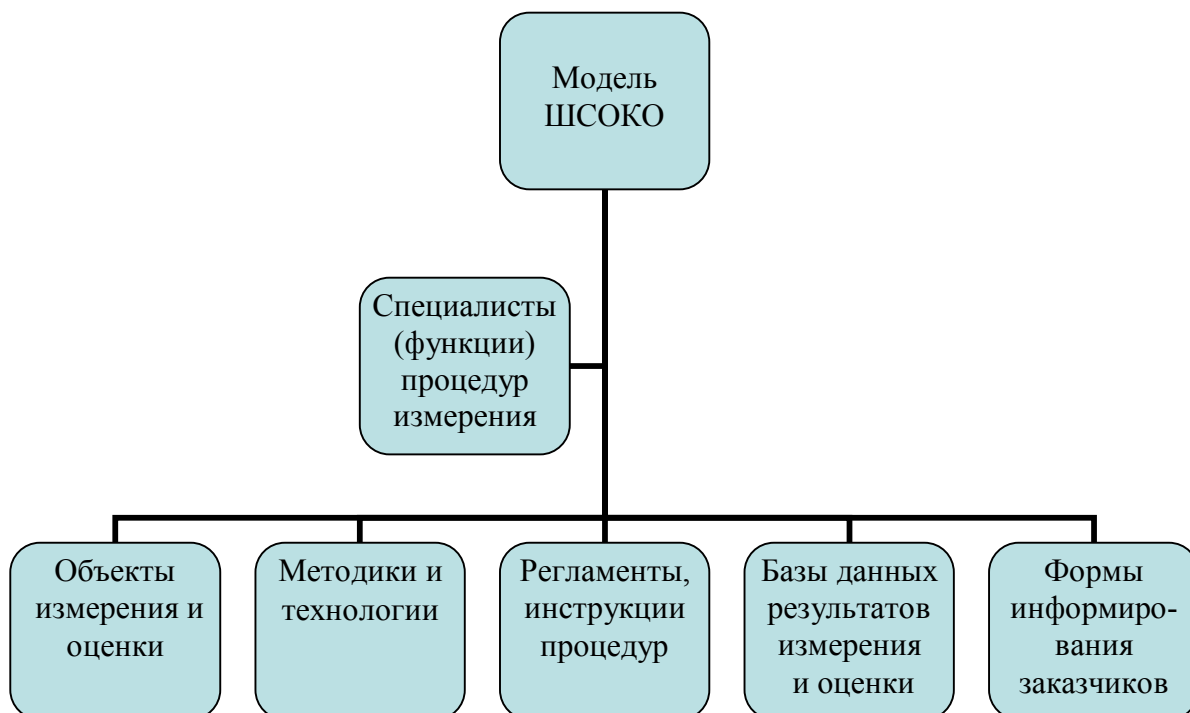 Модель
ШСОКО
Специалисты
(функции)
процедур
измерения
Объекты
измерения и
оценки
Методики и
технологии
Регламенты,
инструкции
процедур
Базы данных
результатов
измерения
и оценки
Формы
информиро-
вания
заказчиков